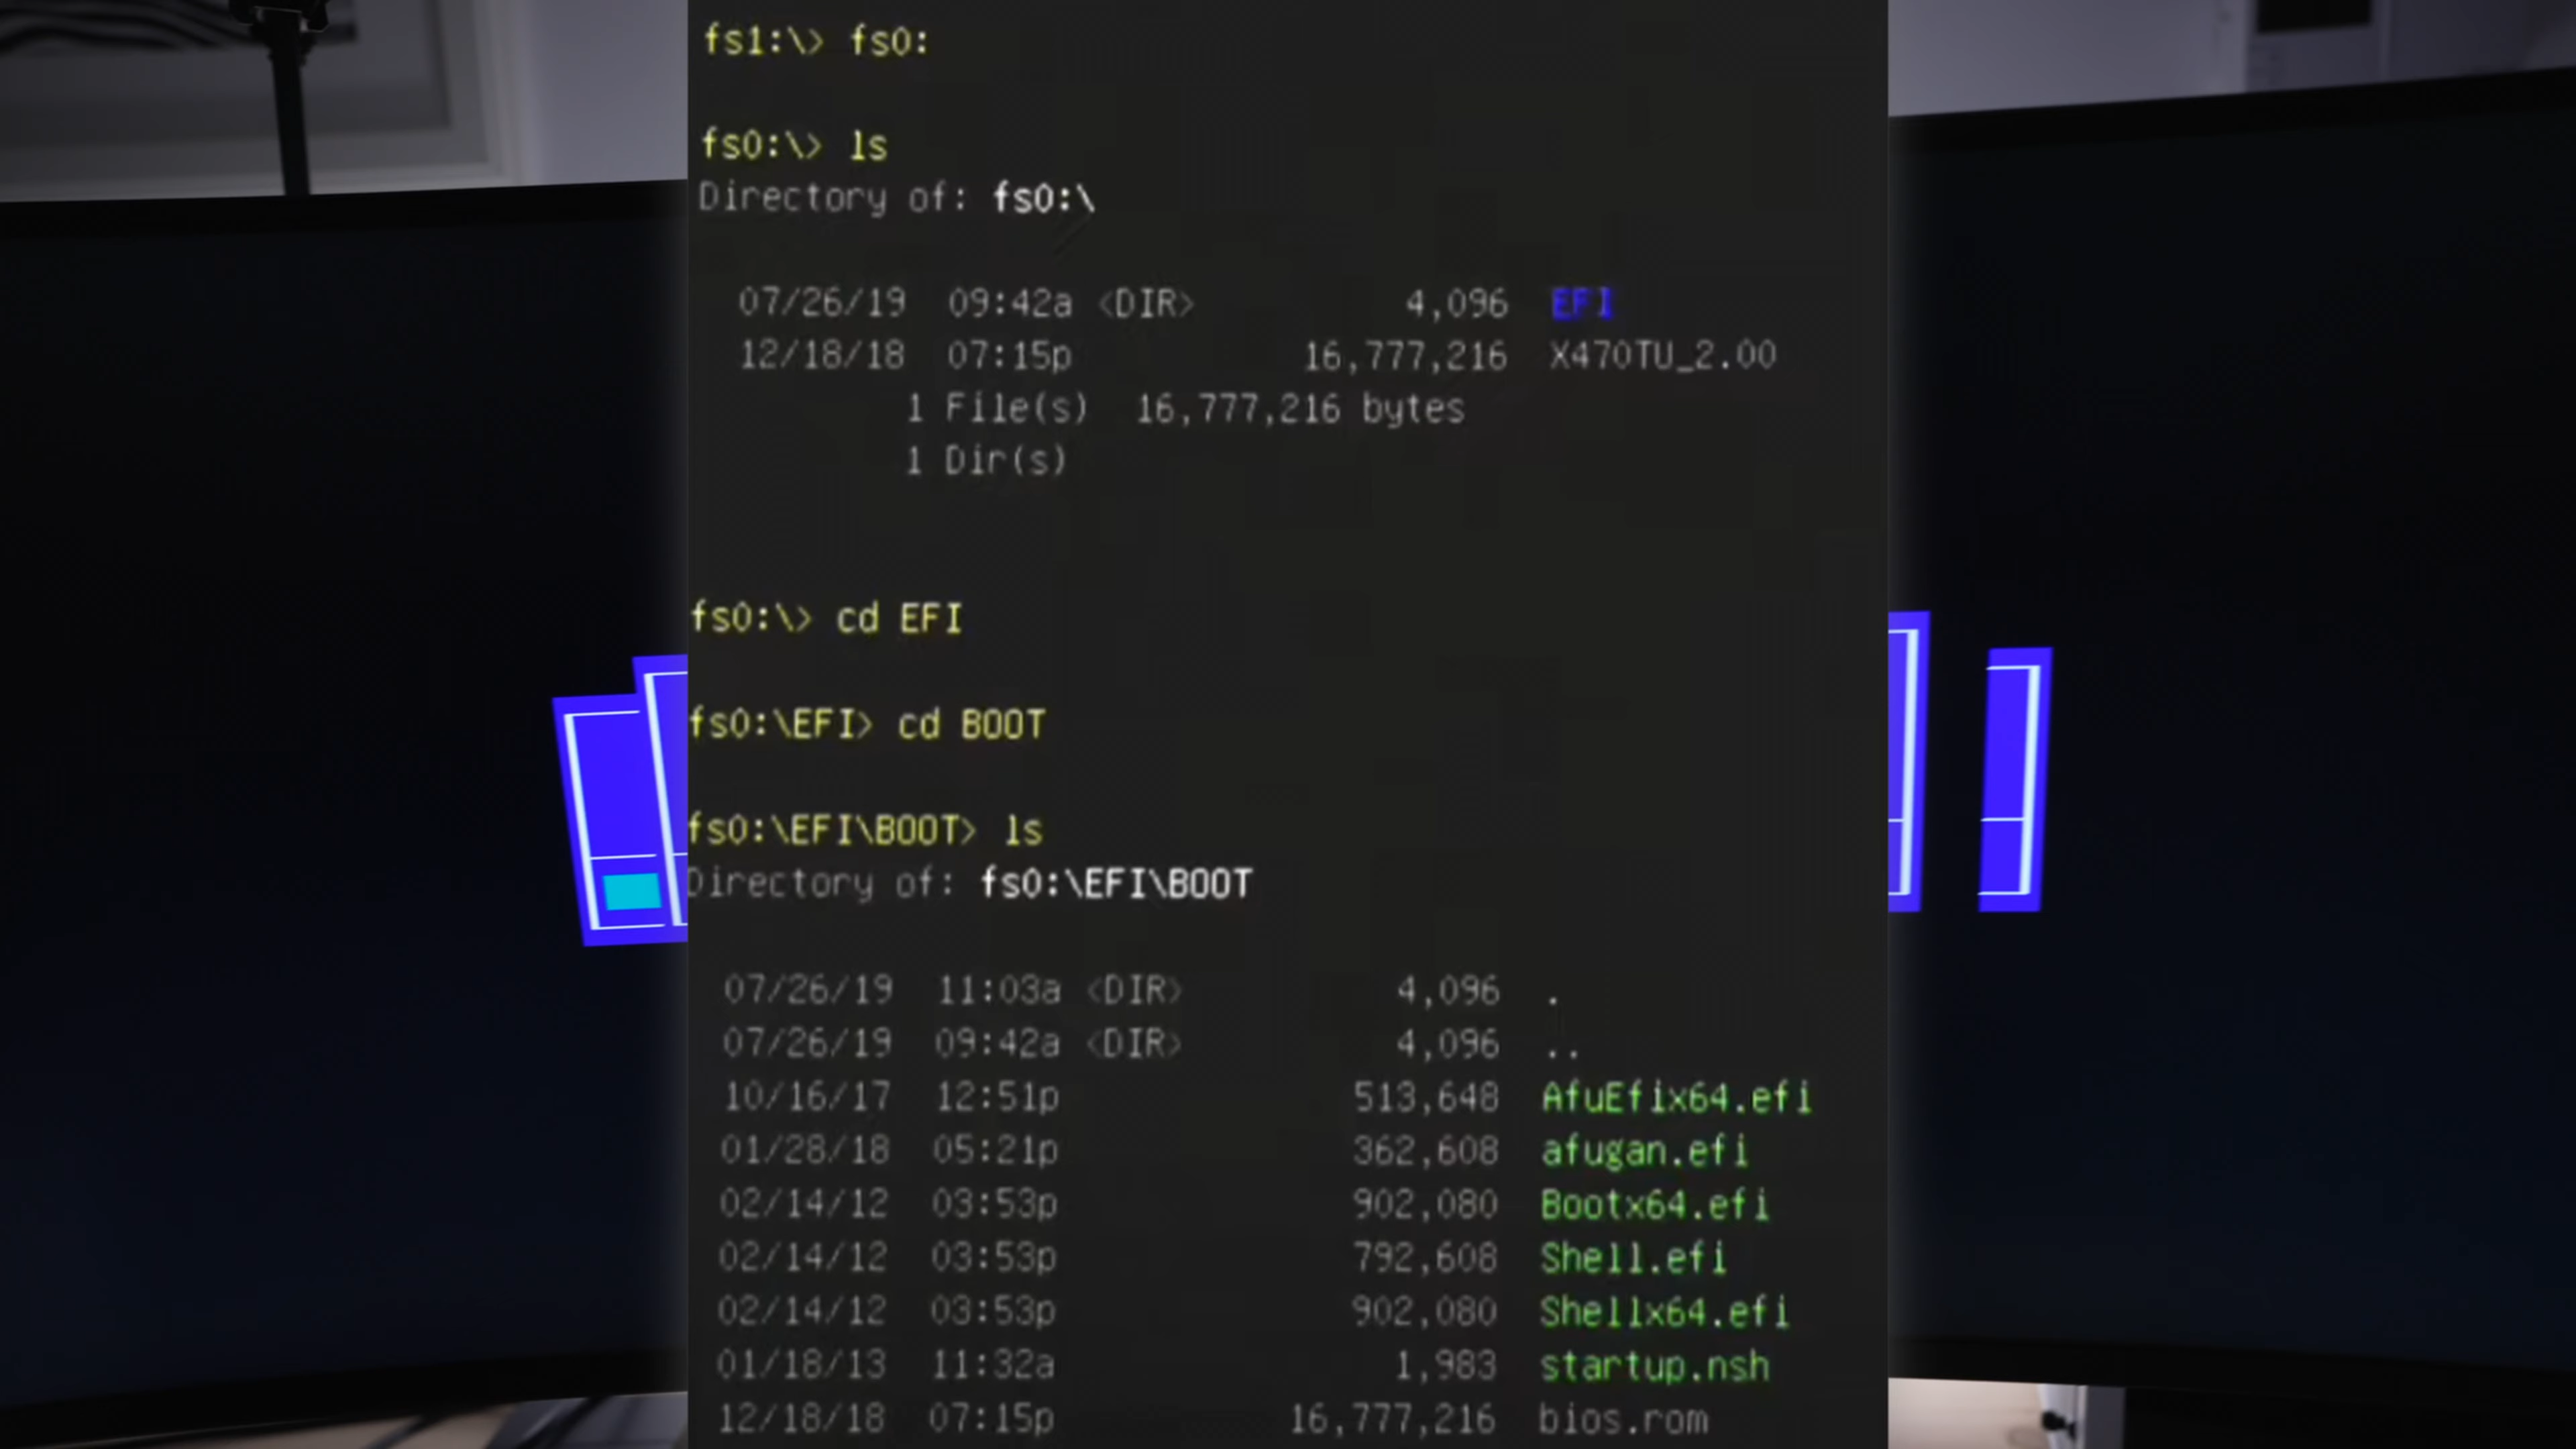 fs1:\> fs0:
fs0:\> ls
Directory of: fs0:\
07/26/19 09:42a <DIR> 4,096 EFI
12/18/18 07:15p 16,777,216 X470TU_2.00
1 File(s) 16,777,216 bytes
1 Dir(s)
fs0:\> cd EFI
fs0:\EFI> cd BOOT
fs0:\EFI\BOOT> ls
Directory of: fs0:\EFI\BOOT
07/26/19 11:03a <DIR> 4,096 .
07/26/19 09:42a <DIR> 4,096 ..
10/16/17 12:51p 513,648 AfuEfix64.efi
01/28/18 05:21p 362,608 afugan.efi
02/14/12 03:53p 902,080 Bootx64.efi
02/14/12 03:53p 792,608 Shell.efi
02/14/12 03:53p 902,080 Shellx64.efi
01/18/13 11:32a 1,983 startup.nsh
12/18/18 07:15p 16,777,216 bios.rom